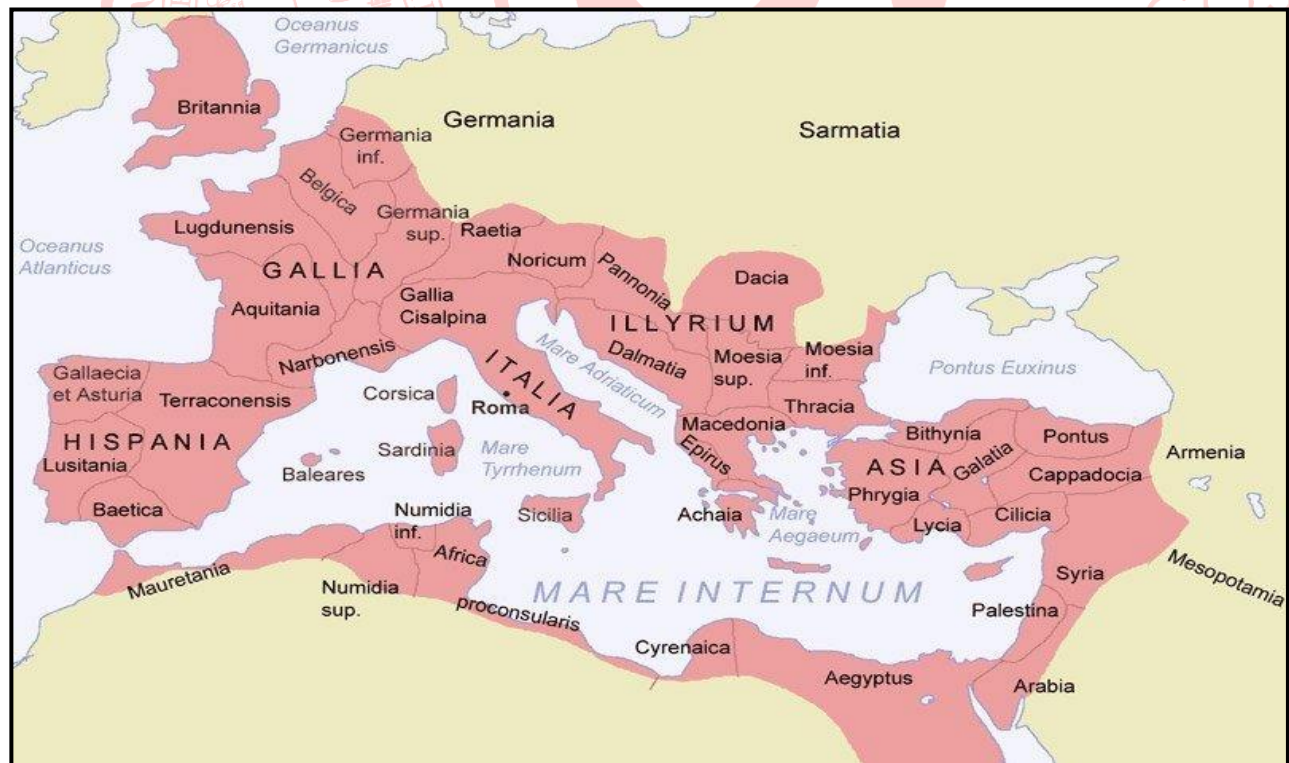 Oceanus
Germanicus
Britannia
Germania
Sarmatia
Germania
inf.
Belgica
Lugdunensis
Germania
sup.
Raetia
Oceanus
Atlanticus
GALLIA
Noricum
Pannonia
Dacia
Aquitania
Gallia
Cisalpina
ILLYRIUM
Narbonensis
ITALIA
Mare Adriaticum
Dalmatia
Moesia
sup.
Moesia
inf.
Pontus Euxinus
Gallaecia
et Asturia
Terraconensis
Corsica
Roma
Thracia
HISPANIA
Macedonia
Bithynia
Pontus
Lusitania
Sardinia
Mare
Tyrrhenum
Epirus
ASIA
Galatia
Armenia
Baleares
Cappadocia
Phrygia
Baetica
Numidia
inf.
Sicilia
Achaia
Mare
Aegaeum
Lycia
Cilicia
Africa
Mauretania
Numidia
sup.
proconsularis
MARE INTERNUM
Syria
Mesopotamia
Palestina
Cyrenaica
Aegyptus
Arabia